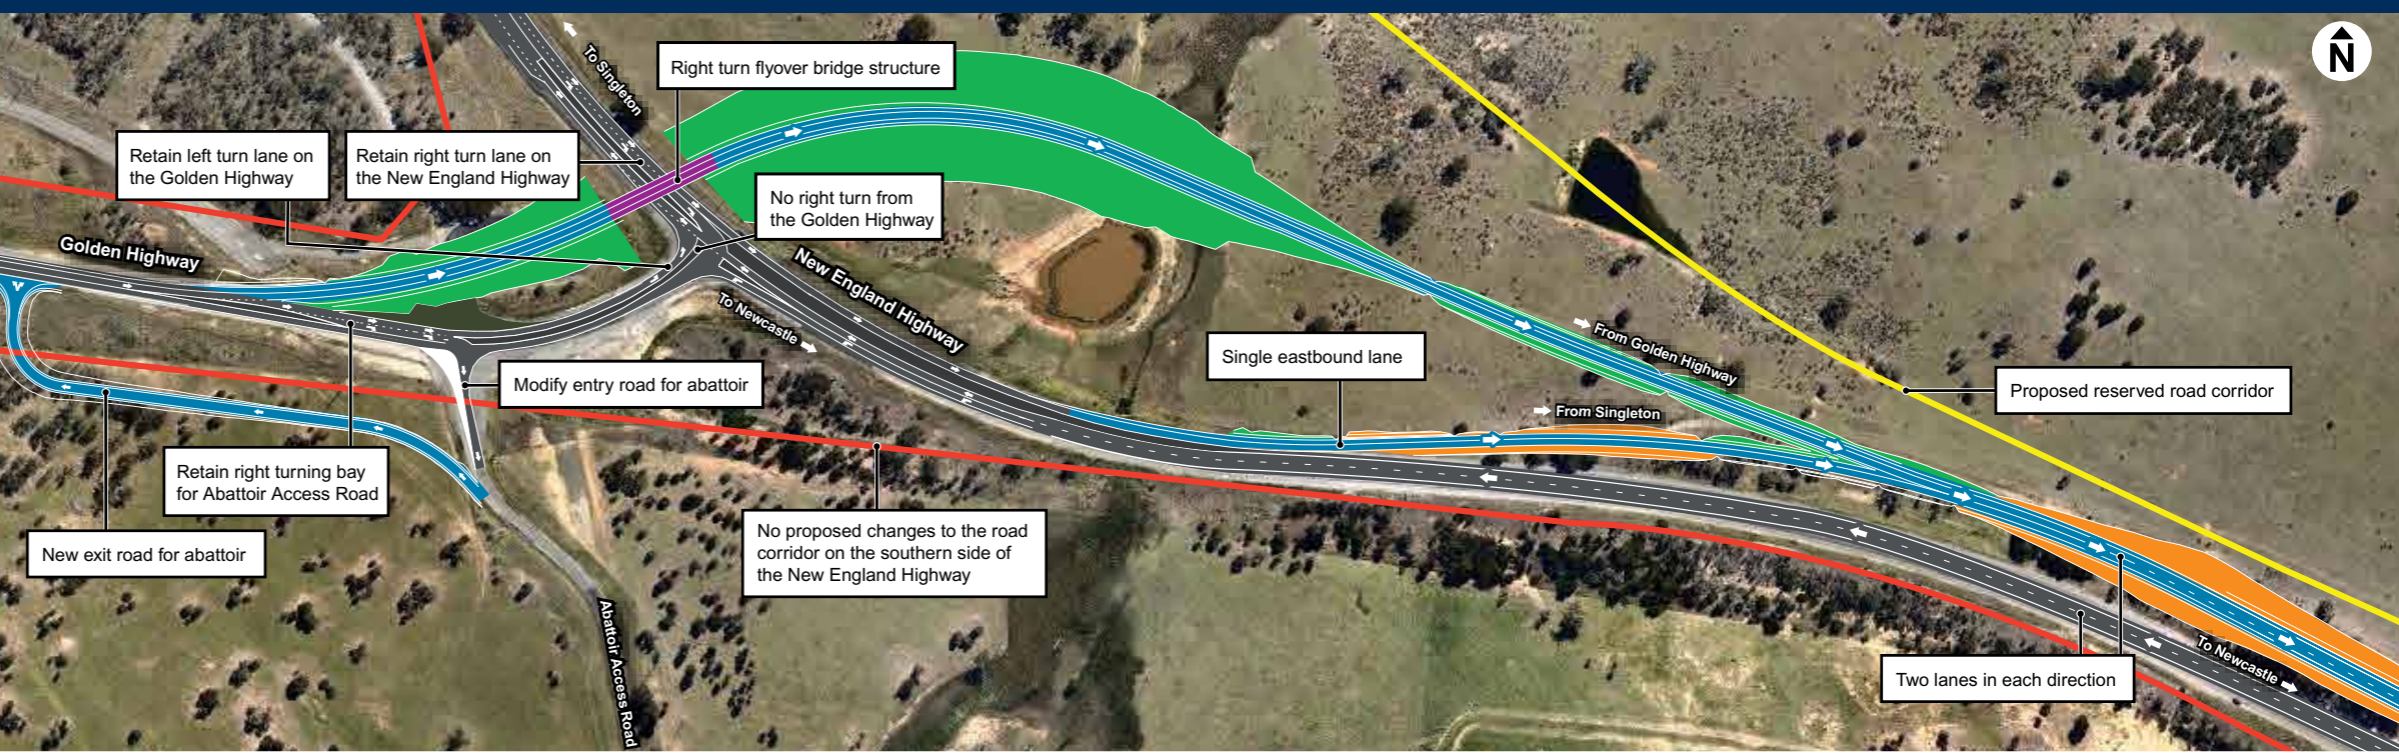 N
To Singleton
Right turn flyover bridge structure
Retain left turn lane on
the Golden Highway
Retain right turn lane on
the New England Highway
No right turn from
the Golden Highway
Golden Highway
New England Highway
To Newcastle
From Golden Highway
Single eastbound lane
Modify entry road for abattoir
Proposed reserved road corridor
From Singleton
Retain right turning bay
for Abattoir Access Road
New exit road for abattoir
No proposed changes to the road
corridor on the southern side of
the New England Highway
Abattoir Access Road
To Newcastle
Two lanes in each direction